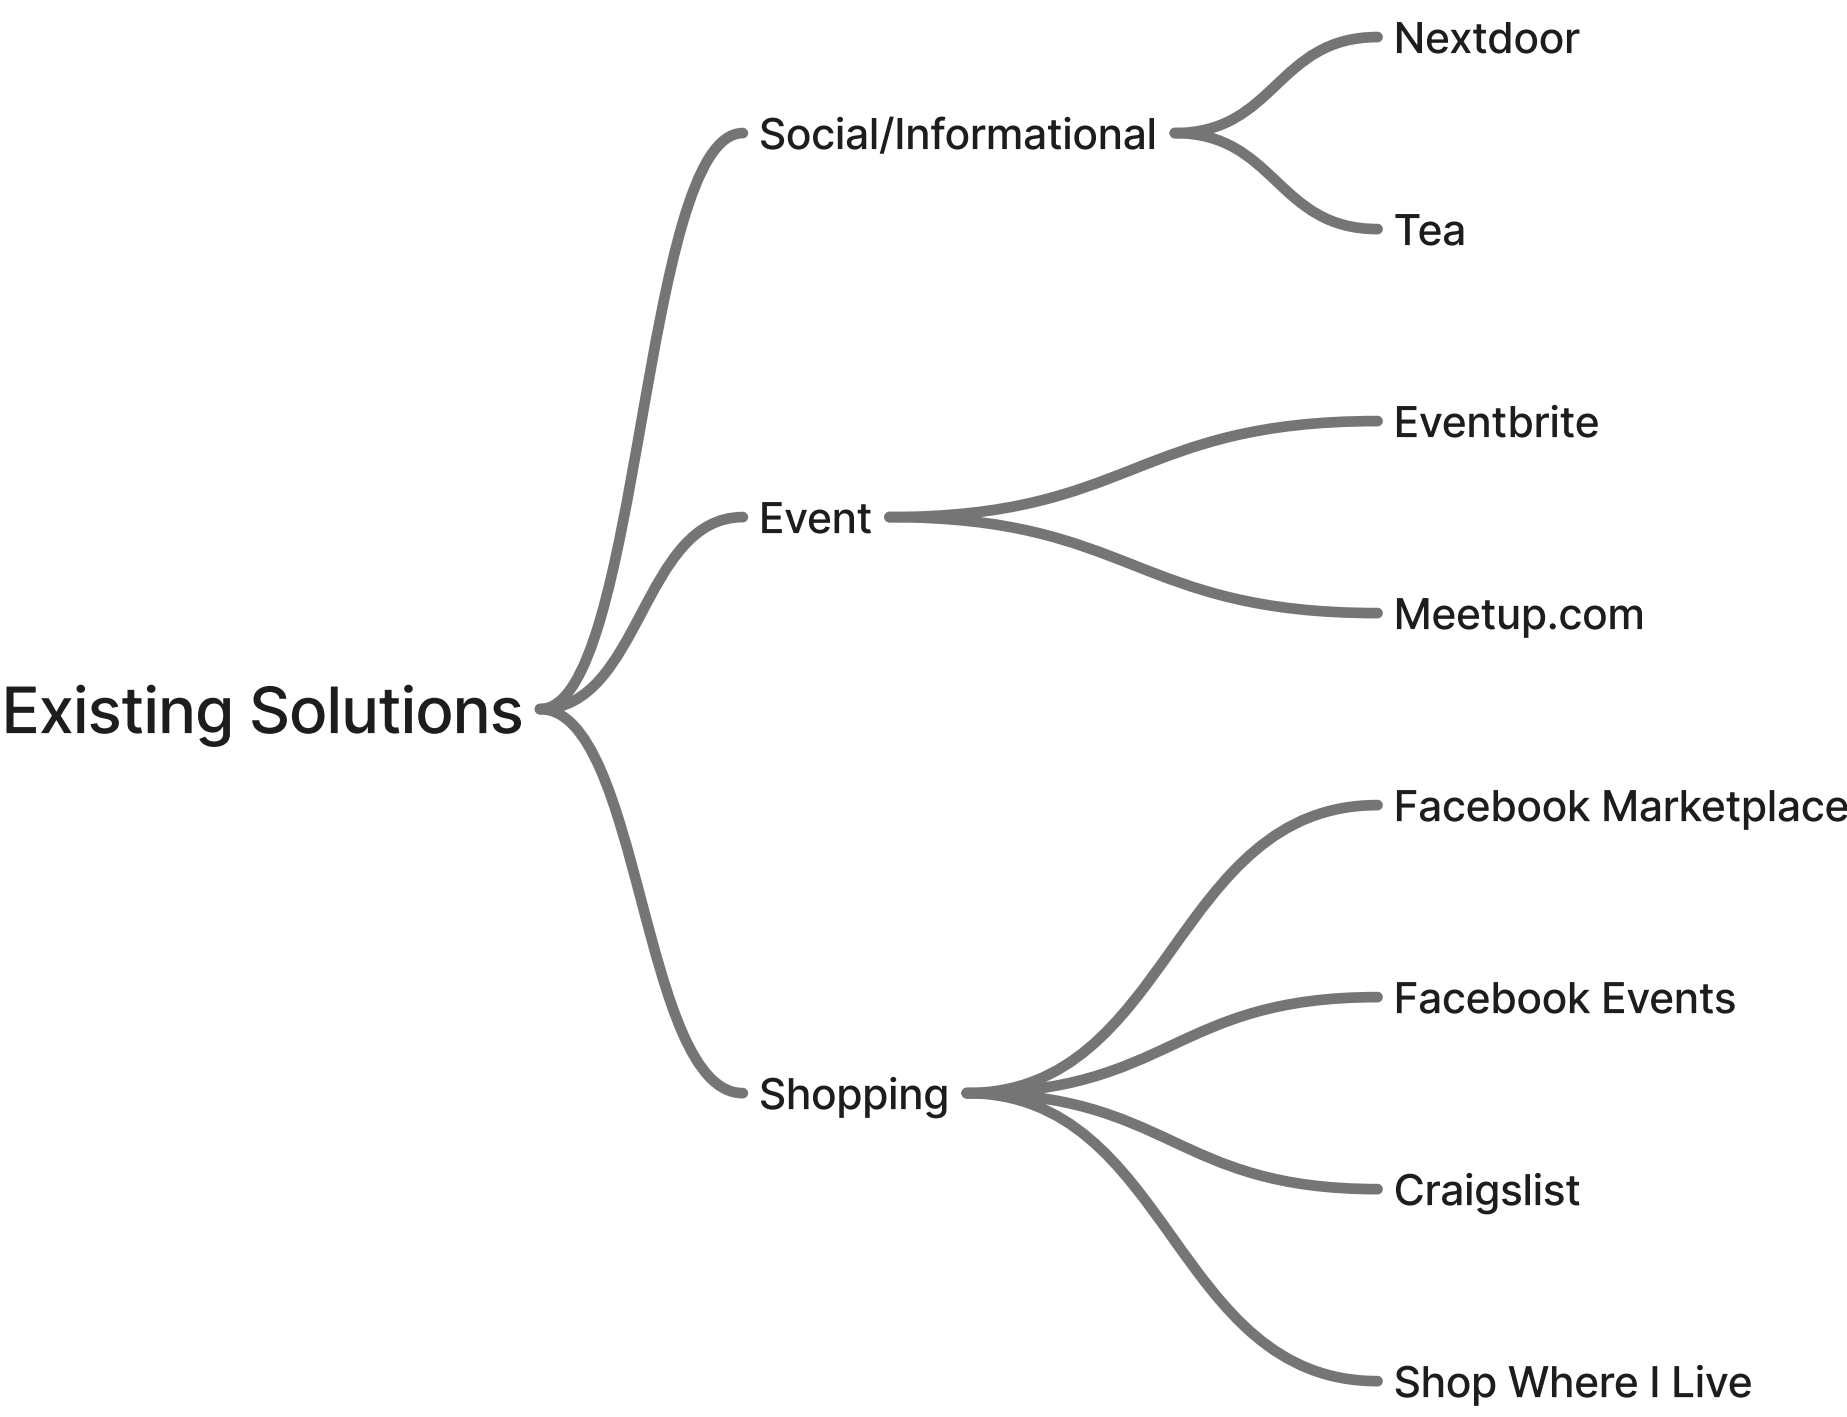 Existing Solutions
Social/Informational
Nextdoor
Tea
Event
Eventbrite
Meetup.com
Shopping
Facebook Marketplace
Facebook Events
Craigslist
Shop Where I Live